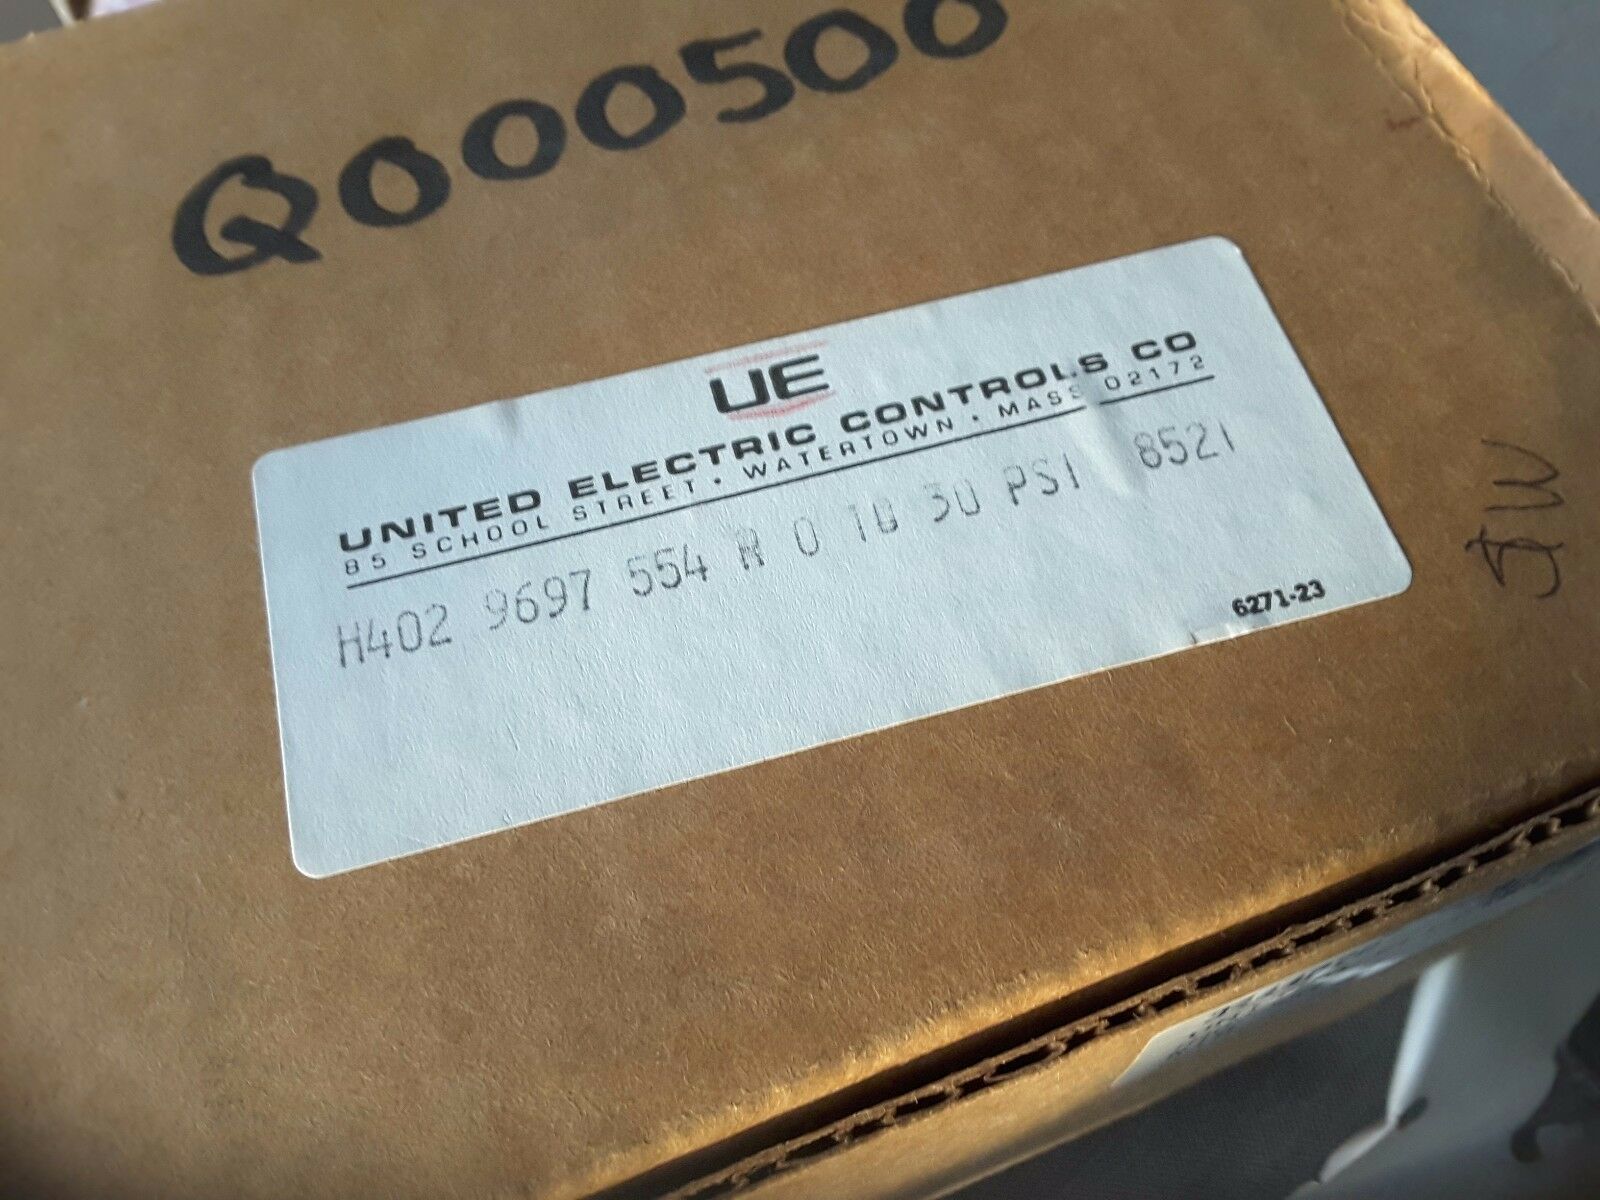 Q000500
UE
UNITED ELECTRIC CONTROLS CO
85 SCHOOL STREET · WATERTOWN · MASS 02172
H402 9697 554 R 0 TO 30 PSI 8521
6271-23
JW